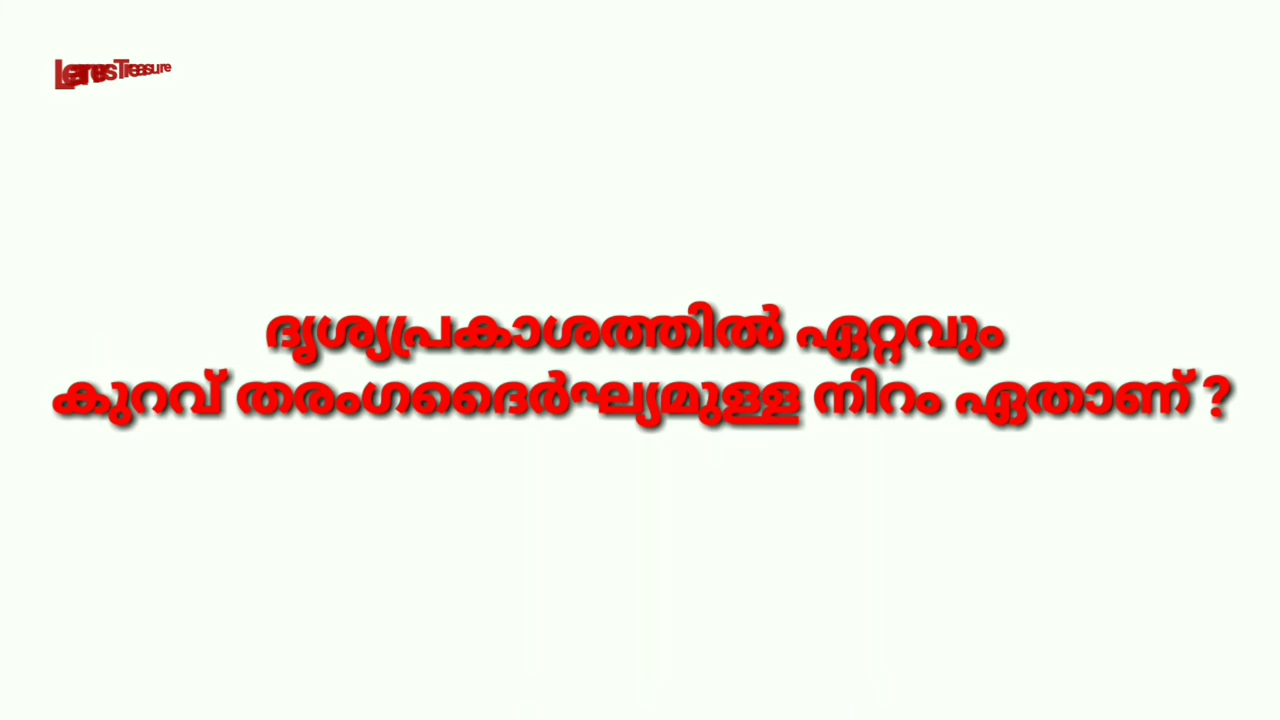 ദൃശ്യപ്രകാശത്തിൽ ഏറ്റവും
കുറവ് തരംഗദൈർഘ്യമുള്ള നിറം ഏതാണ് ?